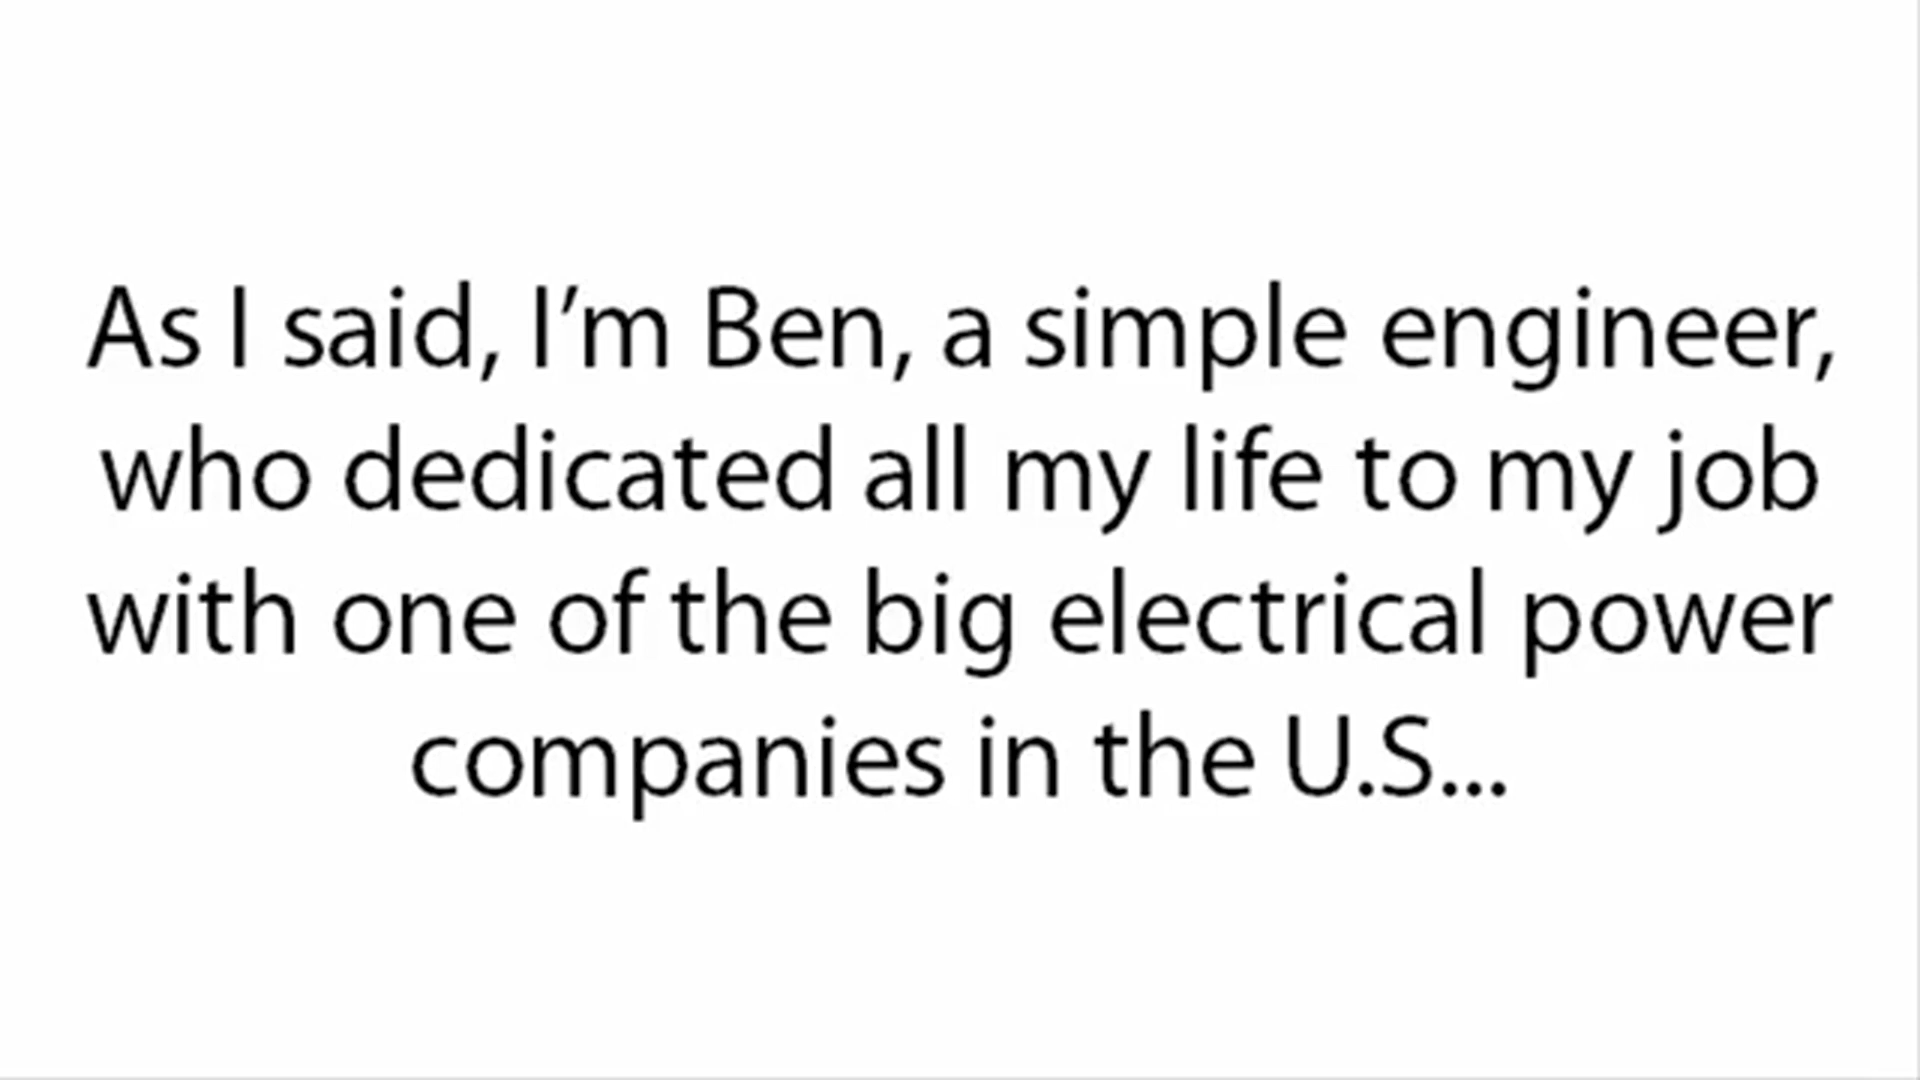 As I said, I’m Ben, a simple engineer,
who dedicated all my life to my job
with one of the big electrical power
companies in the U.S...